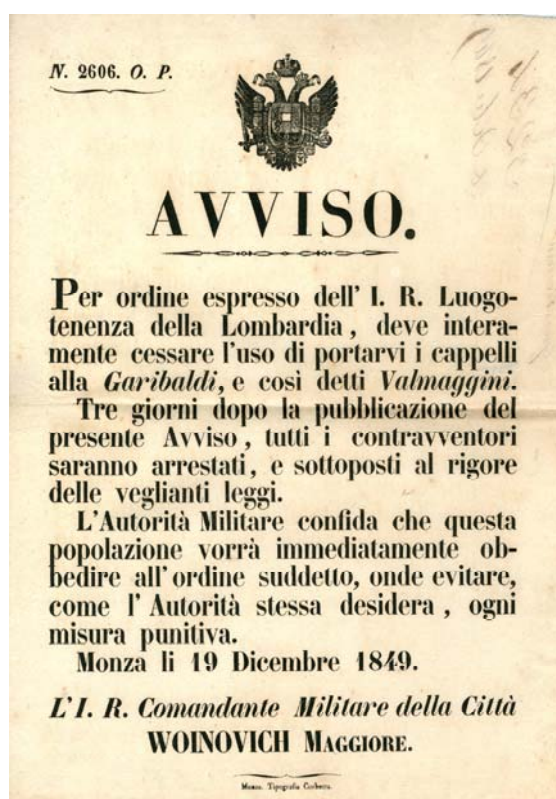 N. 2606. O. P.
AVVISO.
Per ordine espresso dell' I. R. Luogo-
tenenza della Lombardia, deve intera-
mente cessare l'uso di portarvi i cappelli
alla Garibaldi, e così detti Valmaggini.
Tre giorni dopo la pubblicazione del
presente Avviso, tutti i contravventori
saranno arrestati, e sottoposti al rigore
delle veglianti leggi.
L'Autorità Militare confida che questa
popolazione vorrà immediatamente ob-
bedire all'ordine suddetto, onde evitare,
come l'Autorità stessa desidera, ogni
misura punitiva.
Monza li 19 Dicembre 1849.
L'I. R. Comandante Militare della Città
WOINOVICH MAGGIORE.
Monza. Tipografia Corbetta.